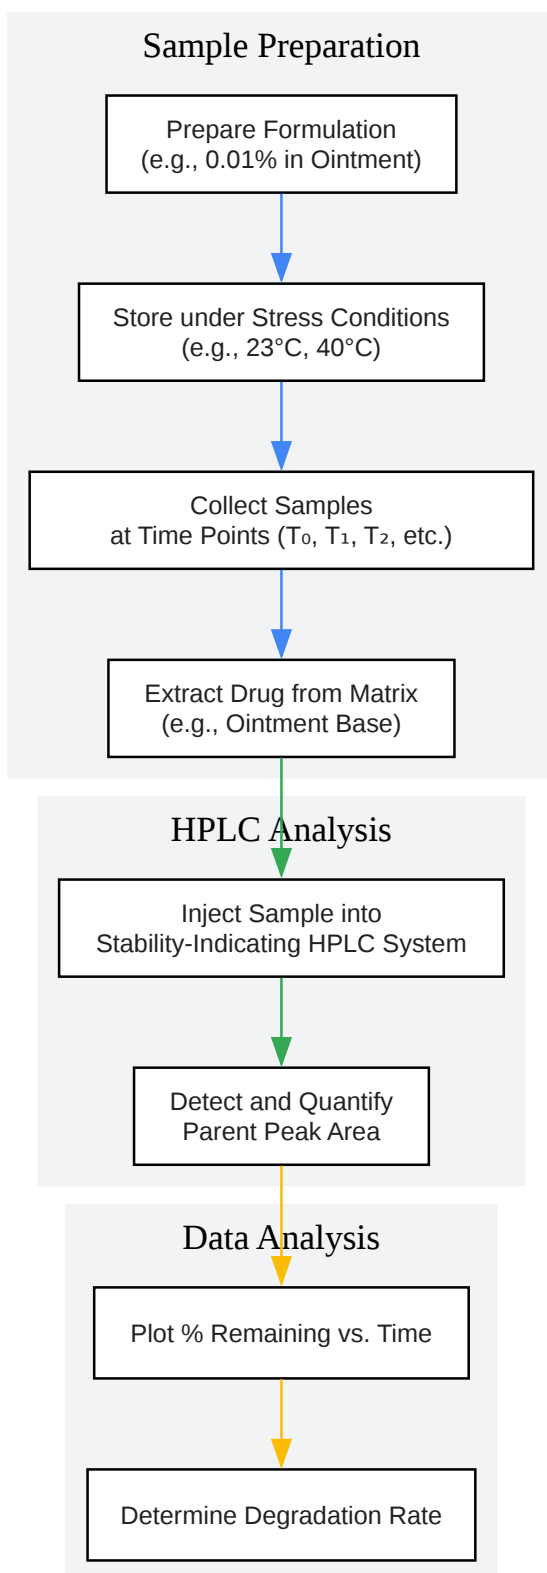 Sample Preparation
Prepare Formulation
(e.g., 0.01% in Ointment)
Store under Stress Conditions
(e.g., 23°C, 40°C)
Collect Samples
at Time Points (T₀, T₁, T₂, etc.)
Extract Drug from Matrix
(e.g., Ointment Base)
HPLC Analysis
Inject Sample into
Stability-Indicating HPLC System
Detect and Quantify
Parent Peak Area
Data Analysis
Plot % Remaining vs. Time
Determine Degradation Rate